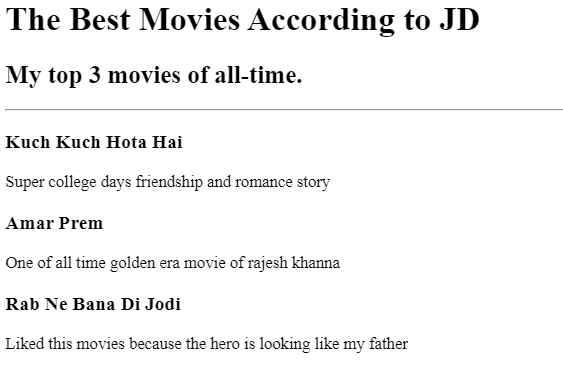 The Best Movies According to JD
My top 3 movies of all-time.
Kuch Kuch Hota Hai
Super college days friendship and romance story
Amar Prem
One of all time golden era movie of rajesh khanna
Rab Ne Bana Di Jodi
Liked this movies because the hero is looking like my father